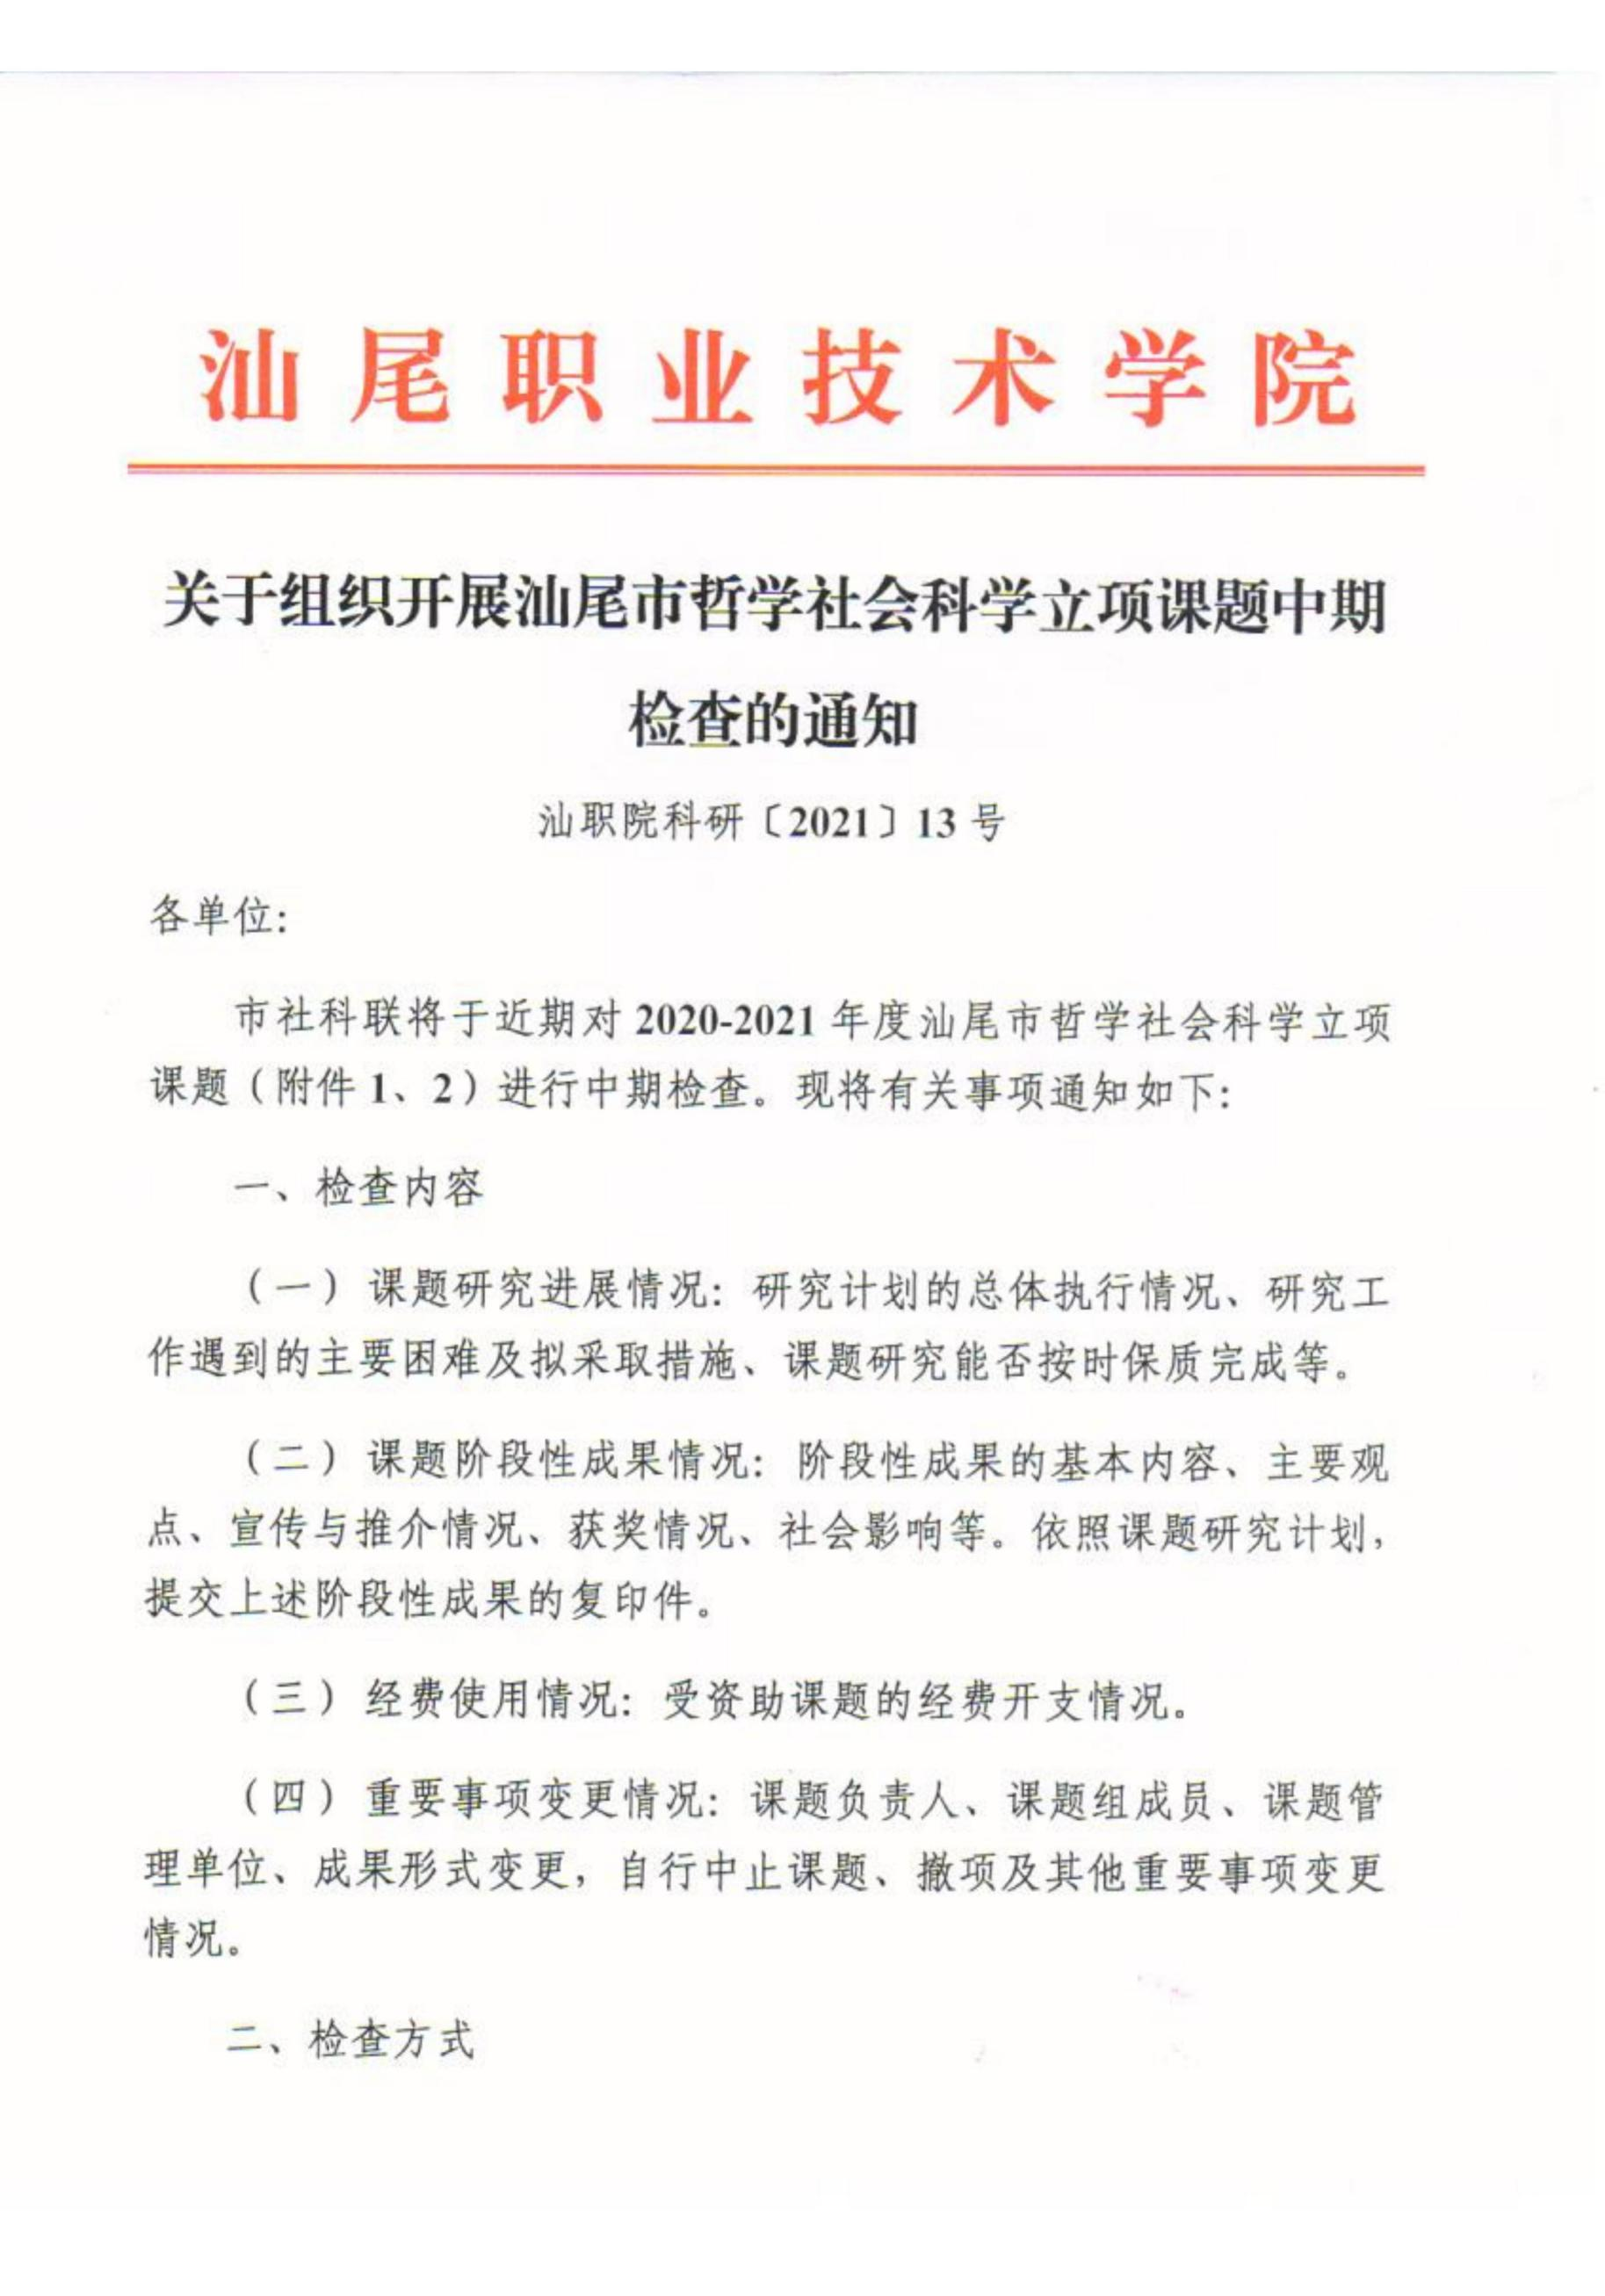 汕尾职业技术学院
关于组织开展汕尾市哲学社会科学立项课题中期
检查的通知
汕职院科研〔2021〕13 号
各单位：
市社科联将于近期对 2020-2021 年度汕尾市哲学社会科学立项
课题（附件 1、2）进行中期检查。现将有关事项通知如下：
一、检查内容
（一）课题研究进展情况：研究计划的总体执行情况、研究工
作遇到的主要困难及拟采取措施、课题研究能否按时保质完成等。
（二）课题阶段性成果情况：阶段性成果的基本内容、主要观
点、宣传与推介情况、获奖情况、社会影响等。依照课题研究计划，
提交上述阶段性成果的复印件。
（三）经费使用情况：受资助课题的经费开支情况。
（四）重要事项变更情况：课题负责人、课题组成员、课题管
理单位、成果形式变更，自行中止课题、撤项及其他重要事项变更
情况。
二、检查方式